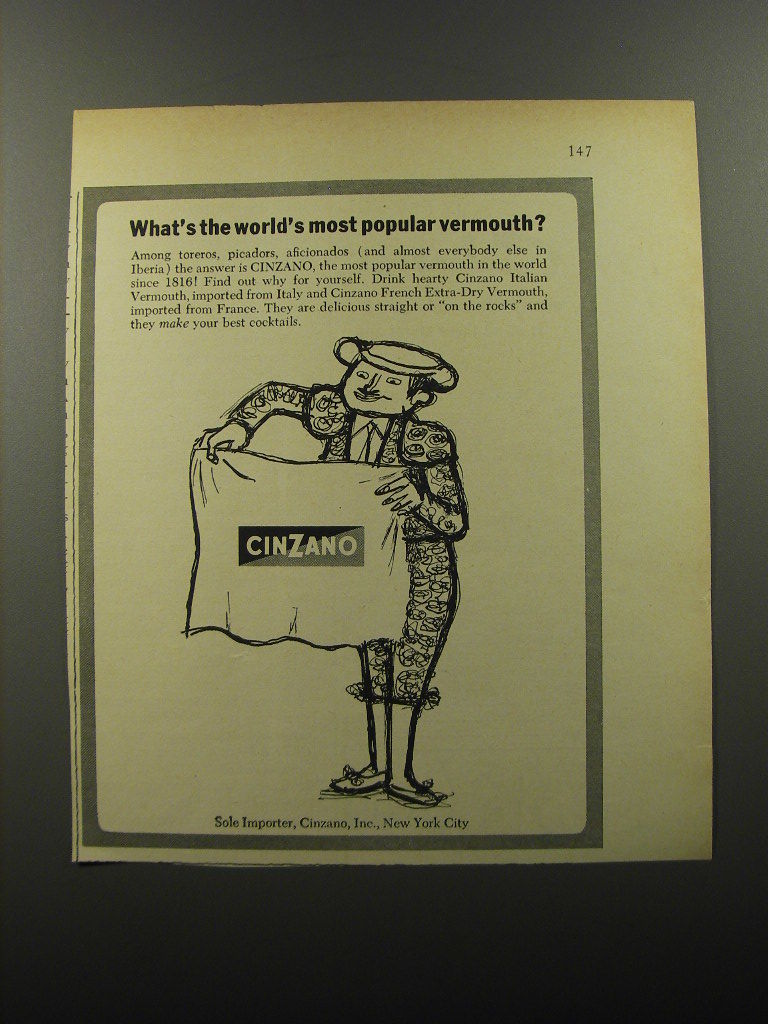 147
What's the world's most popular vermouth?
Among toreros, picadors, aficionados (and almost everybody else in
Iberia) the answer is CINZANO, the most popular vermouth in the world
since 1816! Find out why for yourself. Drink hearty Cinzano Italian
Vermouth, imported from Italy and Cinzano French Extra-Dry Vermouth,
imported from France. They are delicious straight or "on the rocks" and
they make your best cocktails.
CINZANO
Sole Importer, Cinzano, Inc., New York City